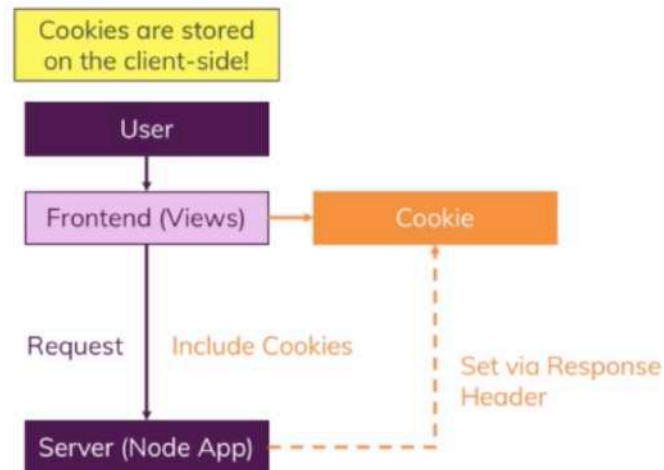 Cookies are stored
on the client-side!
User
Frontend (Views)
Cookie
Request
Include Cookies
Set via Response
Header
Server (Node App)